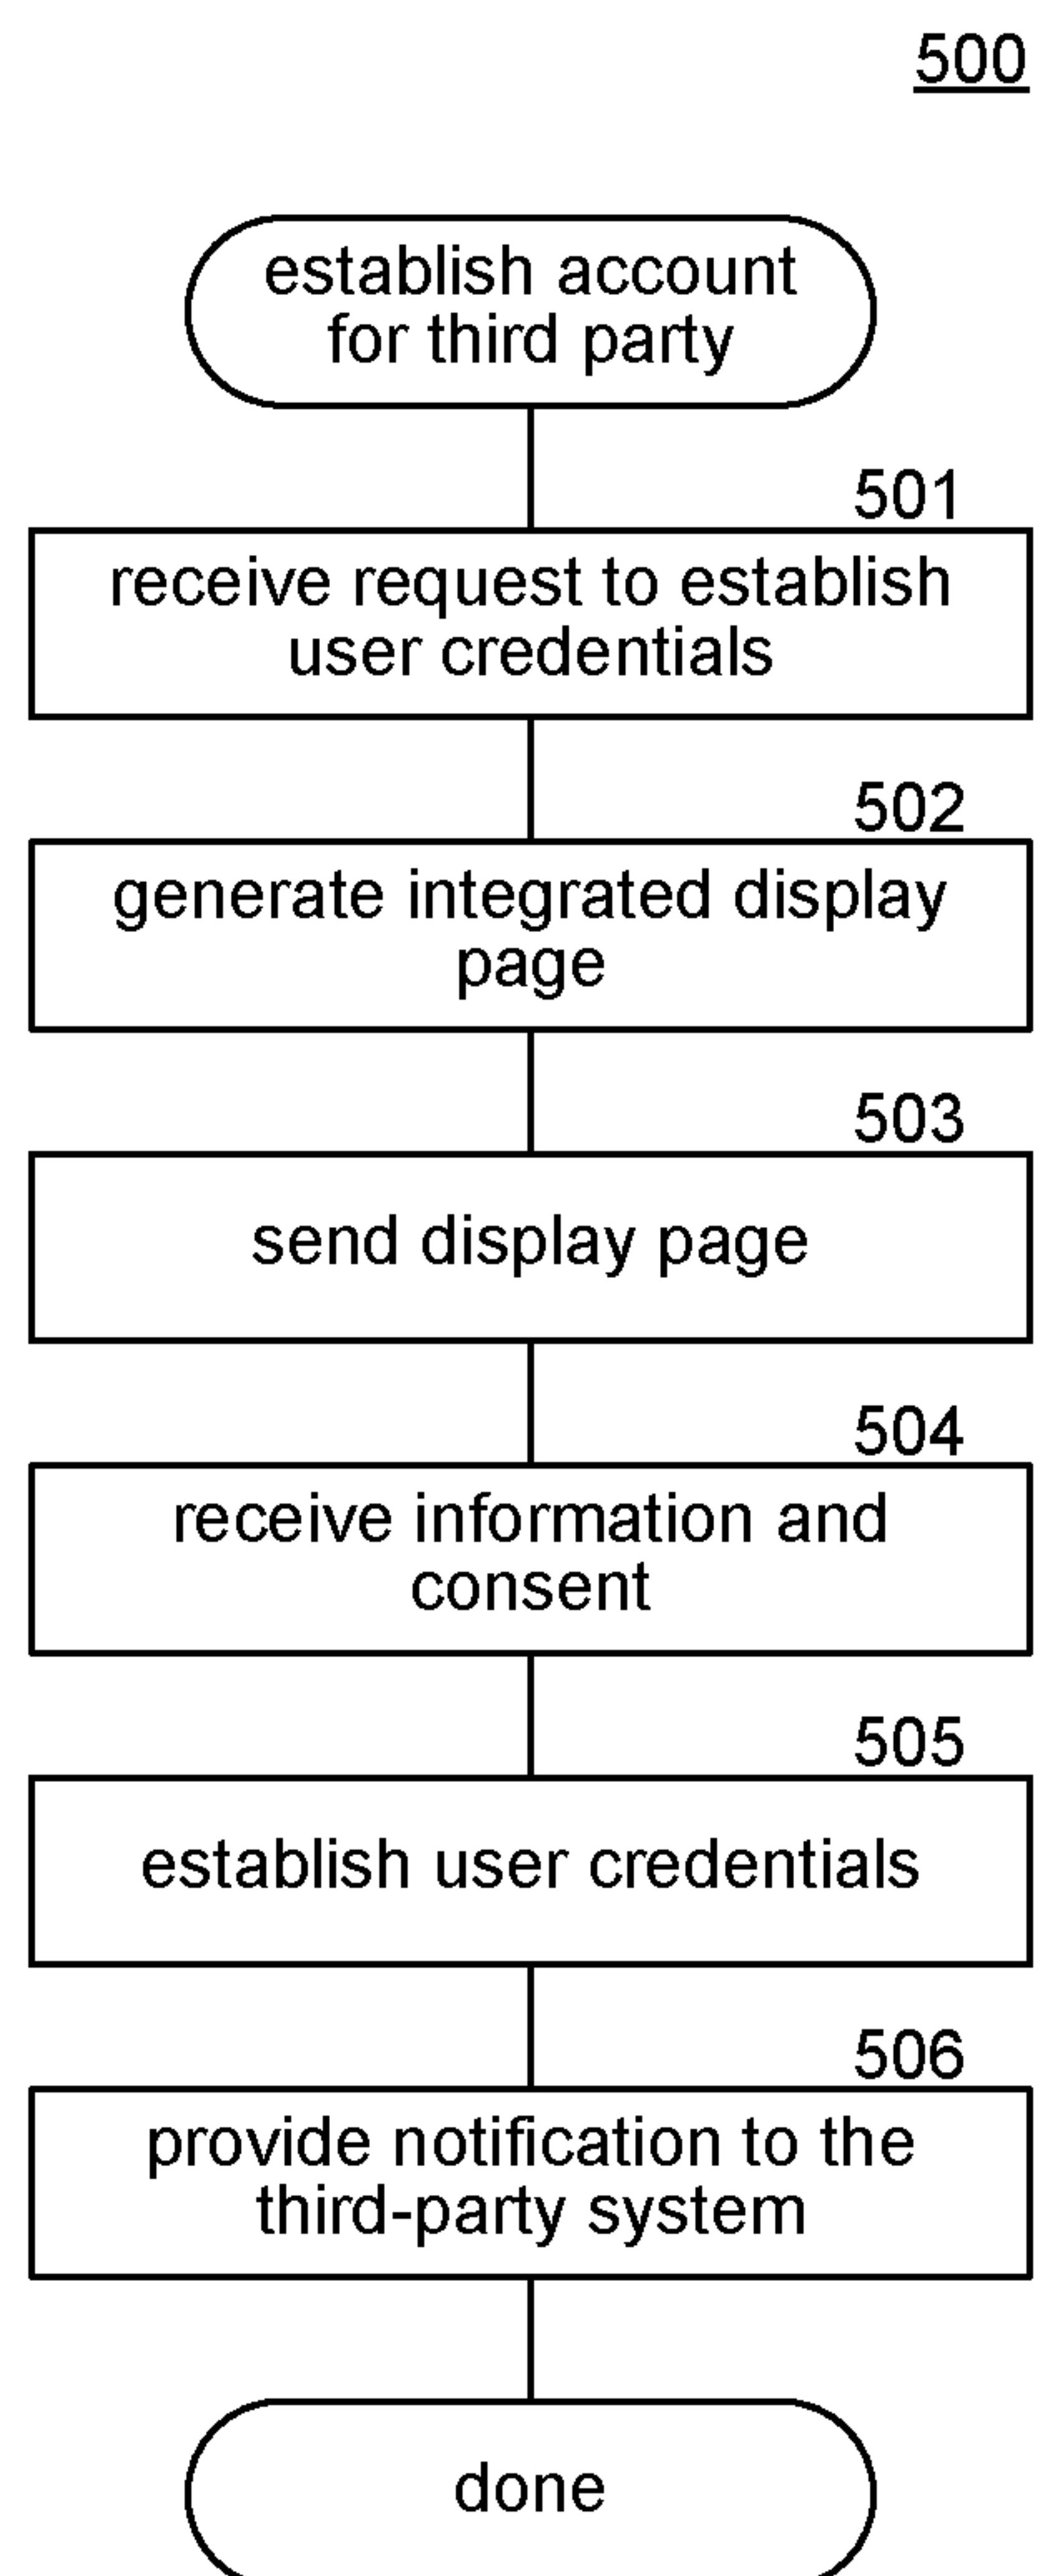 500
establish account
for third party
501
receive request to establish
user credentials
502
generate integrated display
page
503
send display page
504
receive information and
consent
505
establish user credentials
506
provide notification to the
third-party system
done